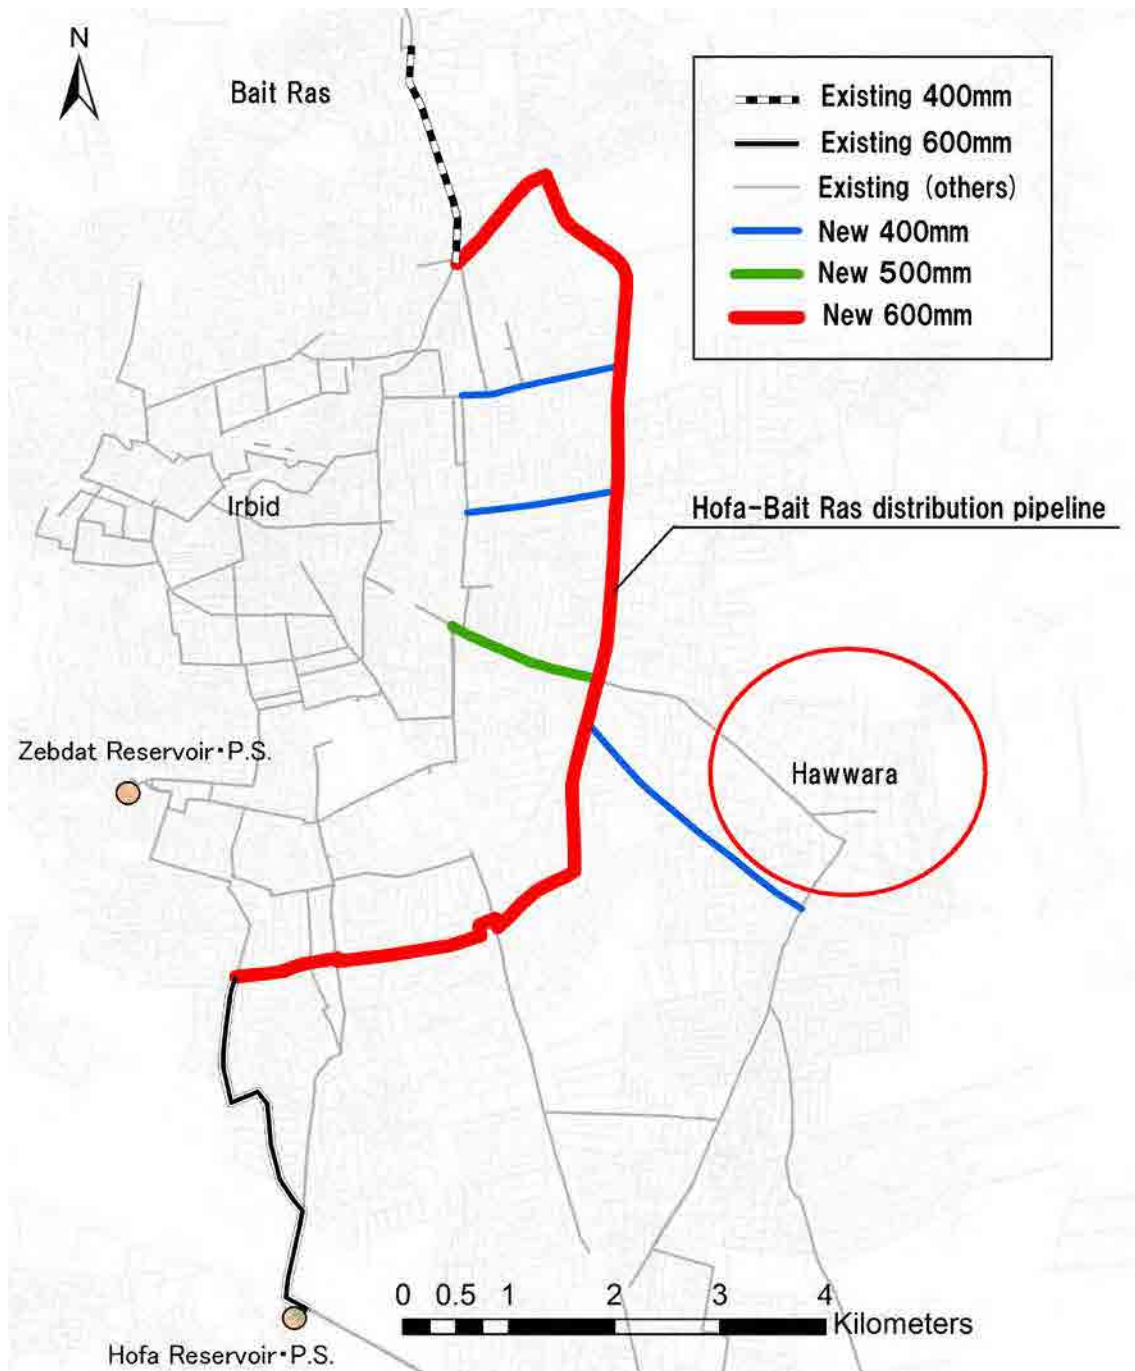 N
Bait Ras
Existing 400mm
Existing 600mm
Existing (others)
New 400mm
New 500mm
New 600mm
Irbid
Hofa-Bait Ras distribution pipeline
Zebdat Reservoir・P.S.
Hawwara
0 0.5 1 2 3 4
Kilometers
Hofa Reservoir・P.S.